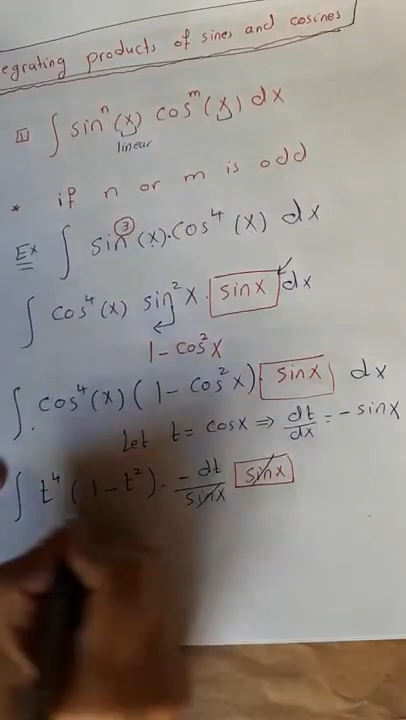 egrating products of sines and cosines
1 ∫ sinⁿ(x) cosᵐ(x) dx
linear
* if n or m is odd
Ex ∫ sin³(x).cos⁴(x) dx
∫ cos⁴(x) sin²x . sinx dx
1-cos²x
∫. cos⁴(x)(1-cos²x). sinx dx
Let t=cosx ⇒ dt/dx = -sinx
∫ t⁴(1-t²). -dt/sinx sinx